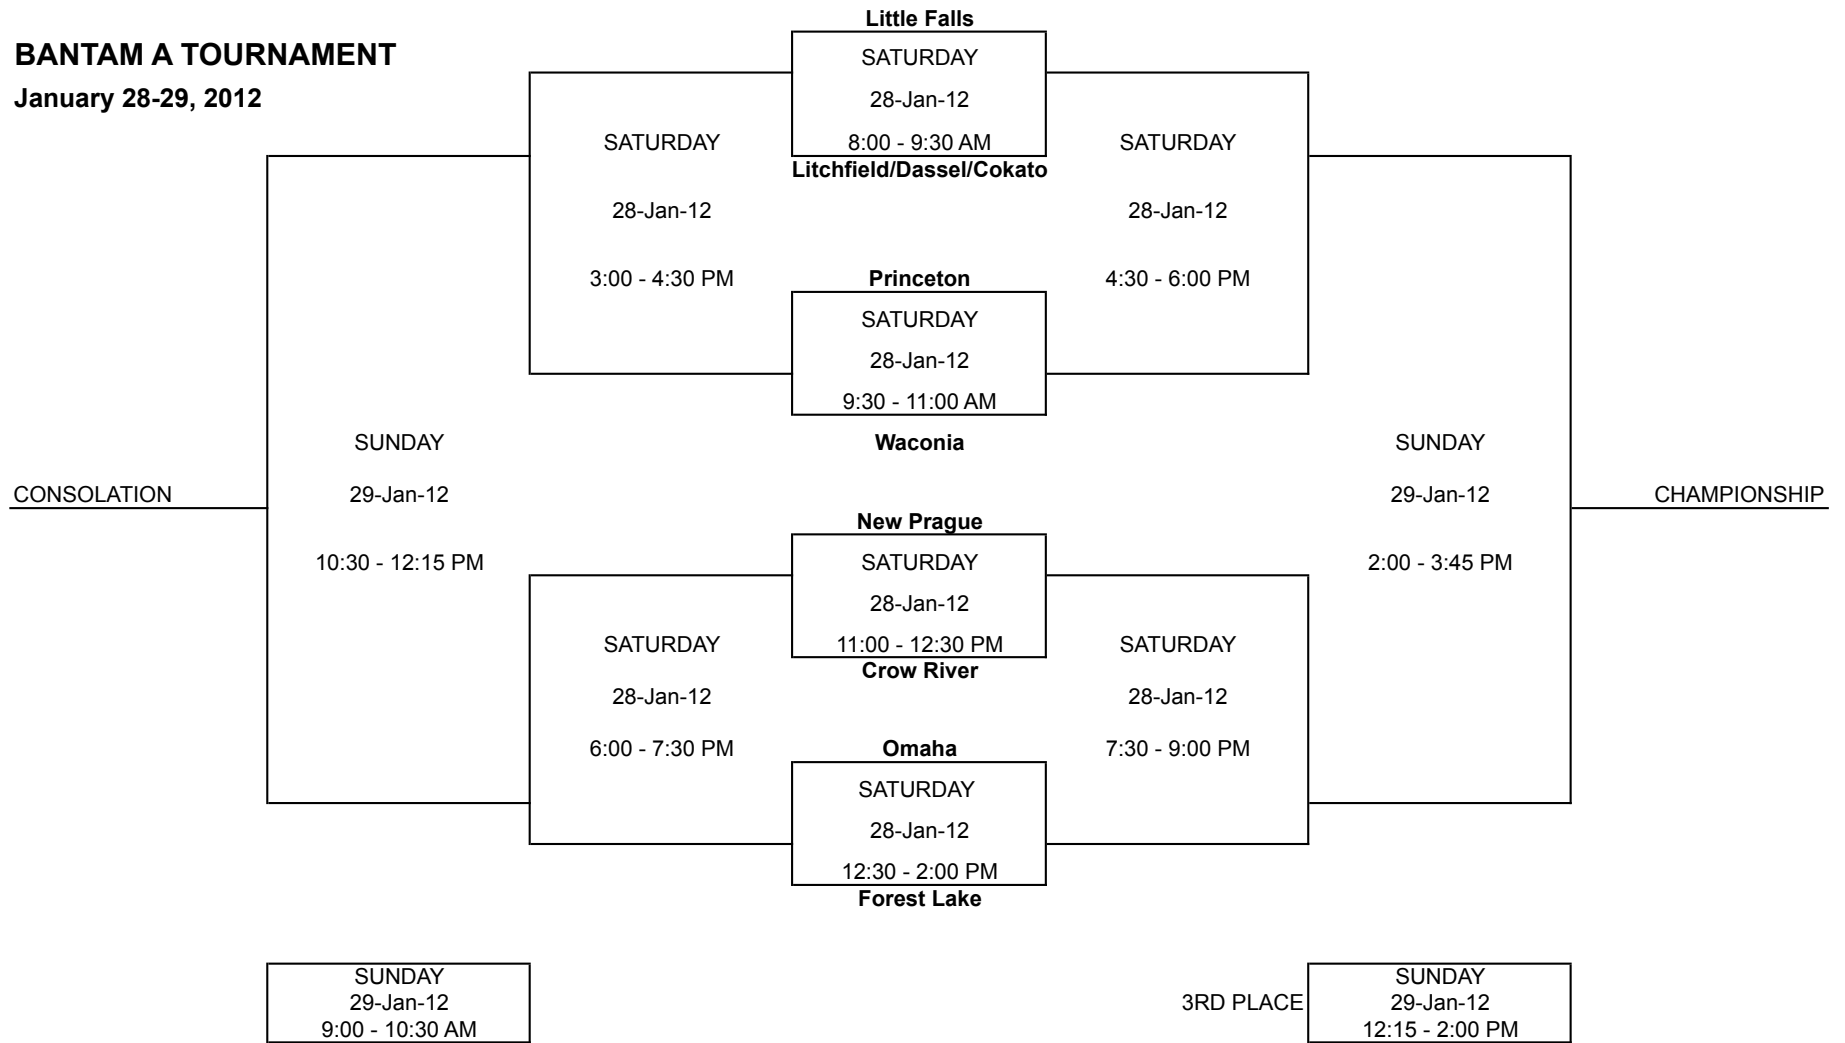 Little Falls
BANTAM A TOURNAMENT
January 28-29, 2012
SATURDAY
28-Jan-12
8:00 - 9:30 AM
Litchfield/Dassel/Cokato
SATURDAY
28-Jan-12
3:00 - 4:30 PM
SATURDAY
28-Jan-12
4:30 - 6:00 PM
Princeton
SATURDAY
28-Jan-12
9:30 - 11:00 AM
Waconia
SUNDAY
29-Jan-12
10:30 - 12:15 PM
CONSOLATION
SUNDAY
29-Jan-12
2:00 - 3:45 PM
CHAMPIONSHIP
New Prague
SATURDAY
28-Jan-12
11:00 - 12:30 PM
Crow River
SATURDAY
28-Jan-12
6:00 - 7:30 PM
SATURDAY
28-Jan-12
7:30 - 9:00 PM
Omaha
SATURDAY
28-Jan-12
12:30 - 2:00 PM
Forest Lake
SUNDAY
29-Jan-12
9:00 - 10:30 AM
3RD PLACE
SUNDAY
29-Jan-12
12:15 - 2:00 PM